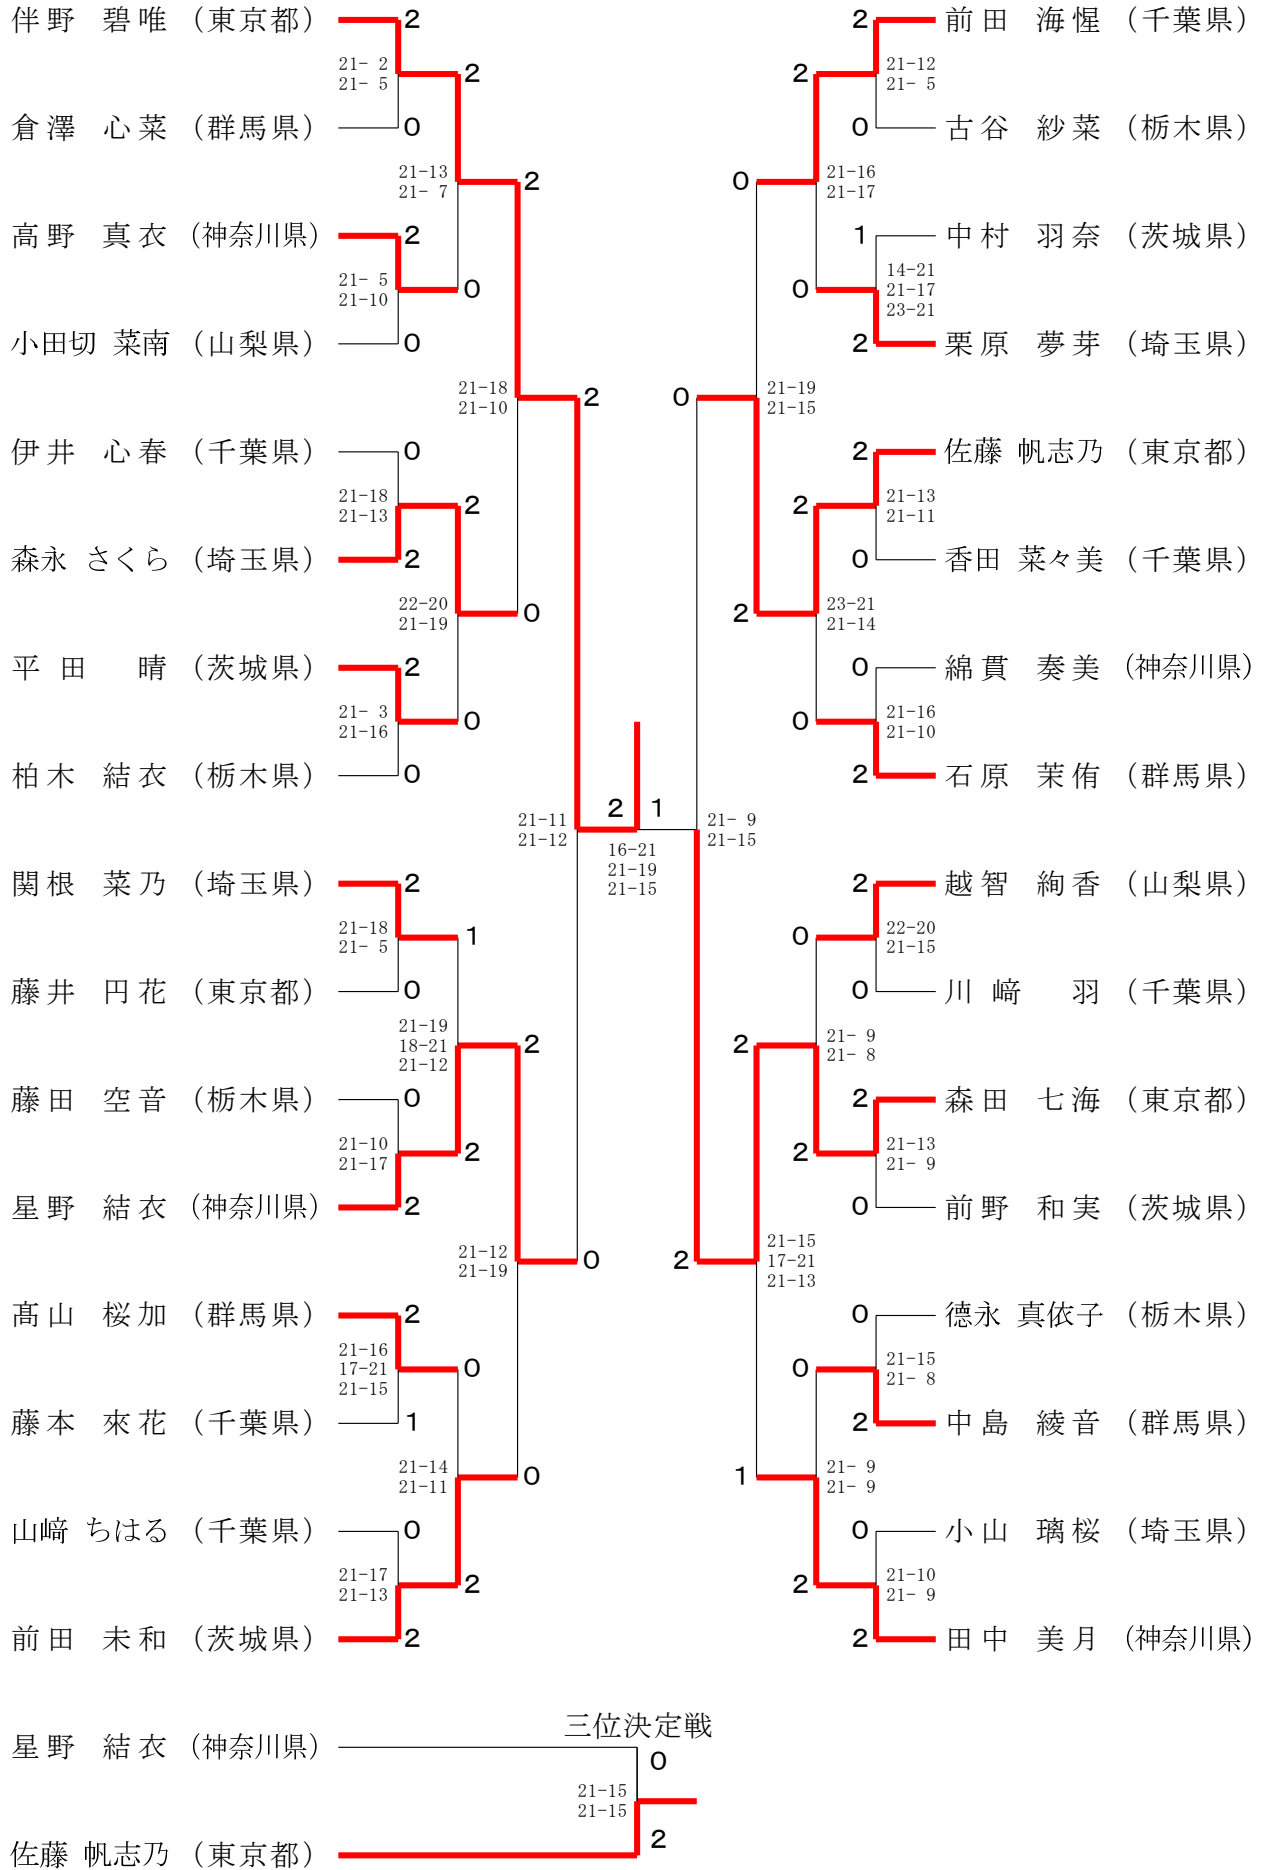 伴野 碧唯 (東京都) 2
21- 2
21- 5
2
倉澤 心菜 (群馬県) 0
21-13
21- 7
2
高野 真衣 (神奈川県) 2
21- 5
21-10
0
小田切 菜南 (山梨県) 0
21-18
21-10
2
伊井 心春 (千葉県) 0
21-18
21-13
2
森永 さくら (埼玉県) 2
22-20
21-19
0
平田 晴 (茨城県) 2
21- 3
21-16
0
柏木 結衣 (栃木県) 0
21-11
21-12
関根 菜乃 (埼玉県) 2
21-18
21- 5
1
藤井 円花 (東京都) 0
21-19
18-21
21-12
2
藤田 空音 (栃木県) 0
21-10
21-17
2
星野 結衣 (神奈川県) 2
21-12
21-19
0
髙山 桜加 (群馬県) 2
21-16
17-21
21-15
0
藤本 來花 (千葉県) 1
21-14
21-11
0
山﨑 ちはる (千葉県) 0
21-17
21-13
2
前田 未和 (茨城県) 2
2 1
16-21
21-19
21-15
2 前田 海惺 (千葉県)
2
21-12
21- 5
0 古谷 紗菜 (栃木県)
0
21-16
21-17
1 中村 羽奈 (茨城県)
0
14-21
21-17
23-21
2 栗原 夢芽 (埼玉県)
0
21-19
21-15
2 佐藤 帆志乃 (東京都)
2
21-13
21-11
0 香田 菜々美 (千葉県)
2
23-21
21-14
0 綿貫 奏美 (神奈川県)
0
21-16
21-10
2 石原 茉侑 (群馬県)
21- 9
21-15
2 越智 絢香 (山梨県)
0
22-20
21-15
0 川﨑 羽 (千葉県)
2
21- 9
21- 8
2 森田 七海 (東京都)
2
21-13
21- 9
0 前野 和実 (茨城県)
2
21-15
17-21
21-13
0 德永 真依子 (栃木県)
0
21-15
21- 8
2 中島 綾音 (群馬県)
1
21- 9
21- 9
0 小山 璃桜 (埼玉県)
2
21-10
21- 9
2 田中 美月 (神奈川県)
三位決定戦
星野 結衣 (神奈川県) 0
21-15
21-15
佐藤 帆志乃 (東京都) 2